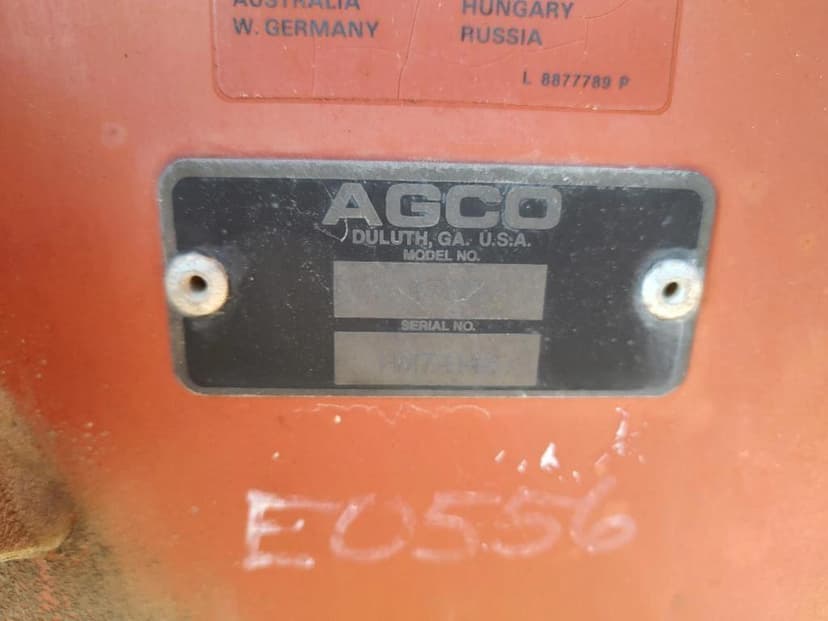 AUSTRALIA HUNGARY
W. GERMANY RUSSIA
L 8877789 P
AGCO
DULUTH, GA. U.S.A.
MODEL NO.
SERIAL NO.
E0556